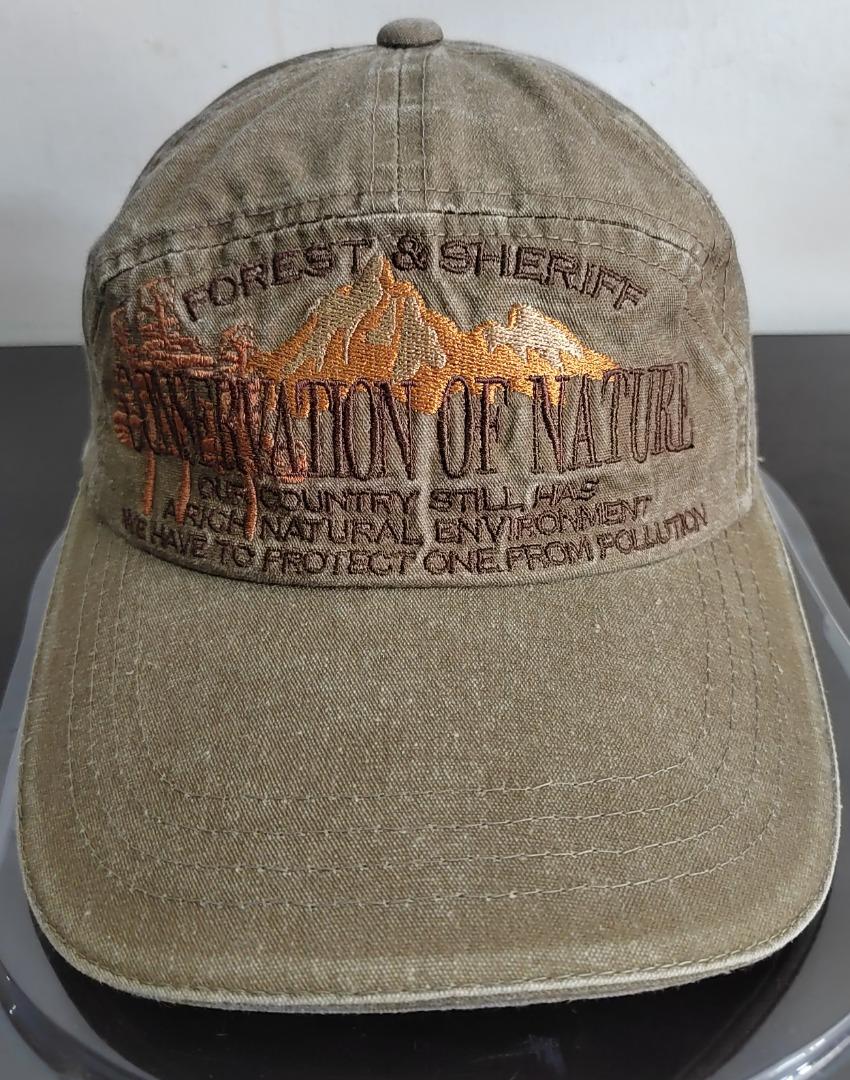 FOREST & SHERIFF
CONSERVATION OF NATURE
OUR COUNTRY STILL HAS
A RICH NATURAL ENVIRONMENT
WE HAVE TO PROTECT ONE.FROM POLLUTION